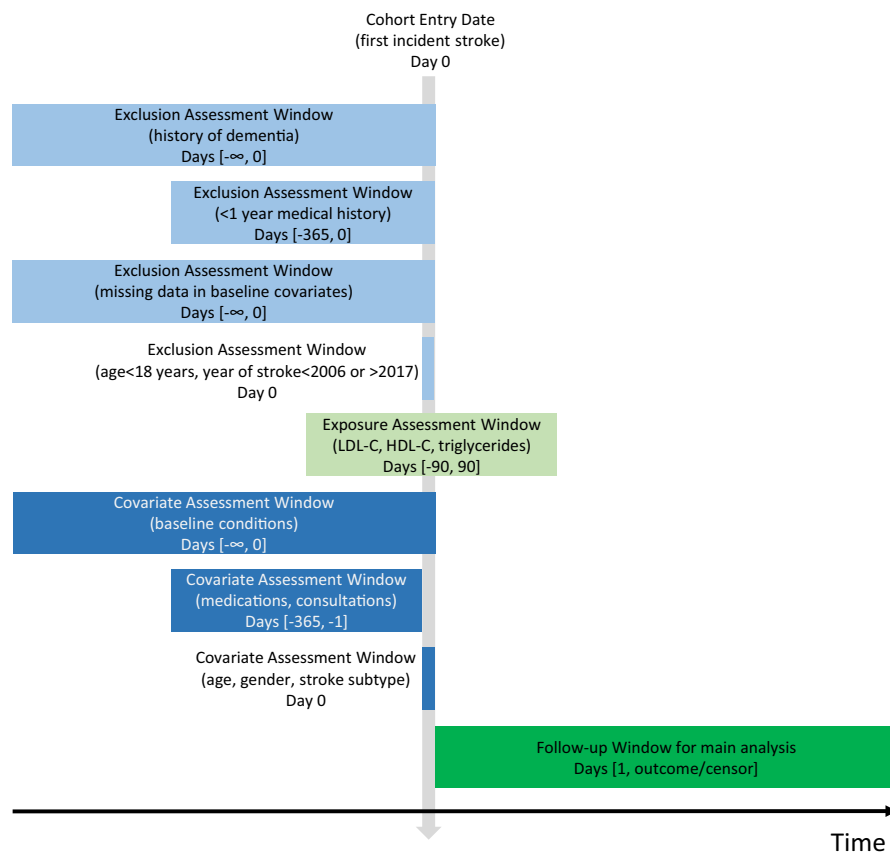 Cohort Entry Date
(first incident stroke)
Day 0
Exclusion Assessment Window
(history of dementia)
Days [-∞, 0]
Exclusion Assessment Window
(<1 year medical history)
Days [-365, 0]
Exclusion Assessment Window
(missing data in baseline covariates)
Days [-∞, 0]
Exclusion Assessment Window
(age<18 years, year of stroke<2006 or >2017)
Day 0
Exposure Assessment Window
(LDL-C, HDL-C, triglycerides)
Days [-90, 90]
Covariate Assessment Window
(baseline conditions)
Days [-∞, 0]
Covariate Assessment Window
(medications, consultations)
Days [-365, -1]
Covariate Assessment Window
(age, gender, stroke subtype)
Day 0
Follow-up Window for main analysis
Days [1, outcome/censor]
Time